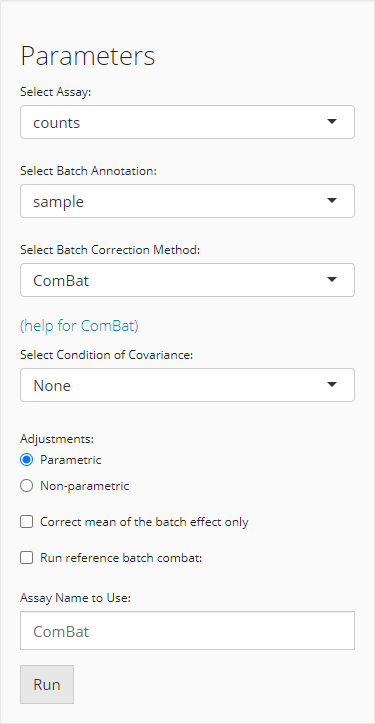 Parameters
Select Assay:
counts
Select Batch Annotation:
sample
Select Batch Correction Method:
ComBat
(help for ComBat)
Select Condition of Covariance:
None
Adjustments:
Parametric
Non-parametric
Correct mean of the batch effect only
Run reference batch combat:
Assay Name to Use:
ComBat
Run